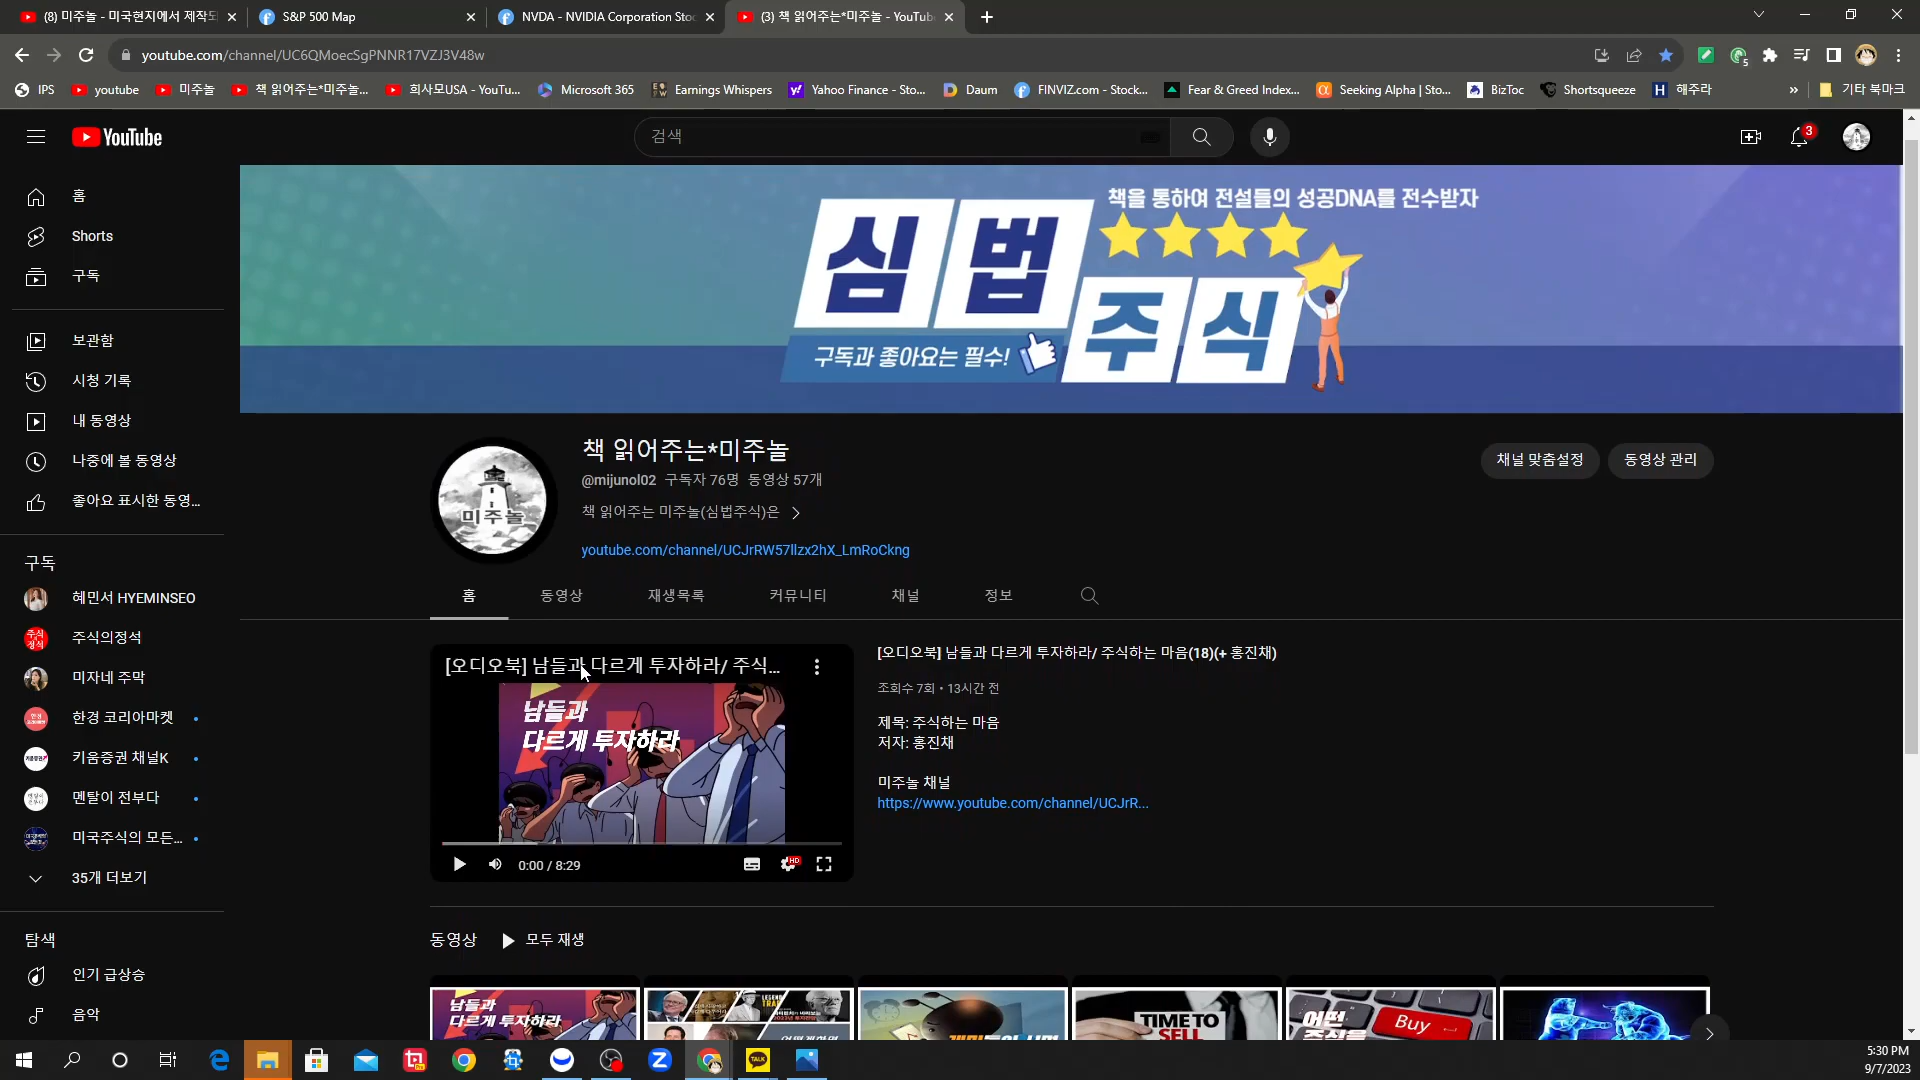 (8) 미주놀 - 미국현지에서 제작되
S&P 500 Map
NVDA - NVIDIA Corporation Stoc
(3) 책 읽어주는*미주놀 - YouTub
youtube.com/channel/UC6QMoecSgPNNR17VZJ3V48w
IPS
youtube
미주놀
책 읽어주는*미주놀...
희사모USA - YouTu...
Microsoft 365
Earnings Whispers
Yahoo Finance - Sto...
Daum
FINVIZ.com - Stock...
Fear & Greed Index...
Seeking Alpha | Sto...
BizToc
Shortsqueeze
해주라
»
기타 북마크
YouTube
검색
3
홈
Shorts
구독
보관함
시청 기록
내 동영상
나중에 볼 동영상
좋아요 표시한 동영...
구독
혜민서 HYEMINSEO
주식의정석
미자네 주막
한경 코리아마켓
키움증권 채널K
멘탈이 전부다
미국주식의 모든...
35개 더보기
탐색
인기 급상승
음악
책을 통하여 전설들의 성공DNA를 전수받자
심법
주식
구독과 좋아요는 필수!
미주놀
책 읽어주는*미주놀
@mijunol02 구독자 76명 동영상 57개
책 읽어주는 미주놀(심법주식)은
youtube.com/channel/UCJrRW57llzx2hX_LmRoCkng
채널 맞춤설정
동영상 관리
홈
동영상
재생목록
커뮤니티
채널
정보
[오디오북] 남들과 다르게 투자하라/ 주식...
남들과
다르게 투자하라
0:00 / 8:29
HD
[오디오북] 남들과 다르게 투자하라/ 주식하는 마음(18)(+ 홍진채)
조회수 7회 • 13시간 전
제목: 주식하는 마음
저자: 홍진채
미주놀 채널
https://www.youtube.com/channel/UCJrR...
동영상
모두 재생
남들과
다르게 투자하라
TIME TO
SELL
Buy
TALK
5:30 PM
9/7/2023